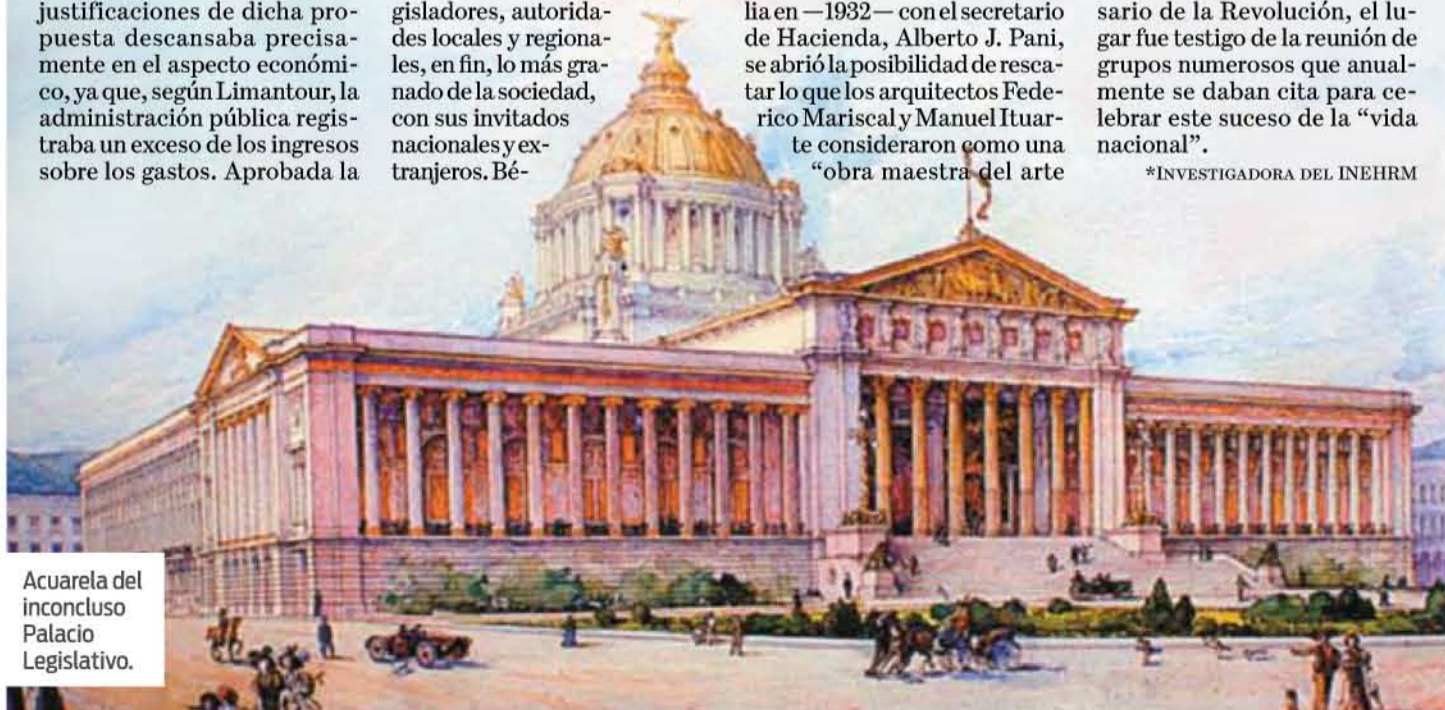 justificaciones de dicha pro-
puesta descansaba precisa-
mente en el aspecto económi-
co, ya que, según Limantour, la
administración pública regis-
traba un exceso de los ingresos
sobre los gastos. Aprobada la
gisladores, autorida-
des locales y regiona-
les, en fin, lo más gra-
nado de la sociedad,
con sus invitados
nacionales y ex-
tranjeros. Bé-
lia en —1932— con el secretario
de Hacienda, Alberto J. Pani,
se abrió la posibilidad de resca-
tar lo que los arquitectos Fede-
rico Mariscal y Manuel Ituar-
te consideraron como una
“obra maestra del arte
sario de la Revolución, el lu-
gar fue testigo de la reunión de
grupos numerosos que anual-
mente se daban cita para ce-
lebrar este suceso de la “vida
nacional”.
*INVESTIGADORA DEL INEHRM
Acuarela del
inconcluso
Palacio
Legislativo.